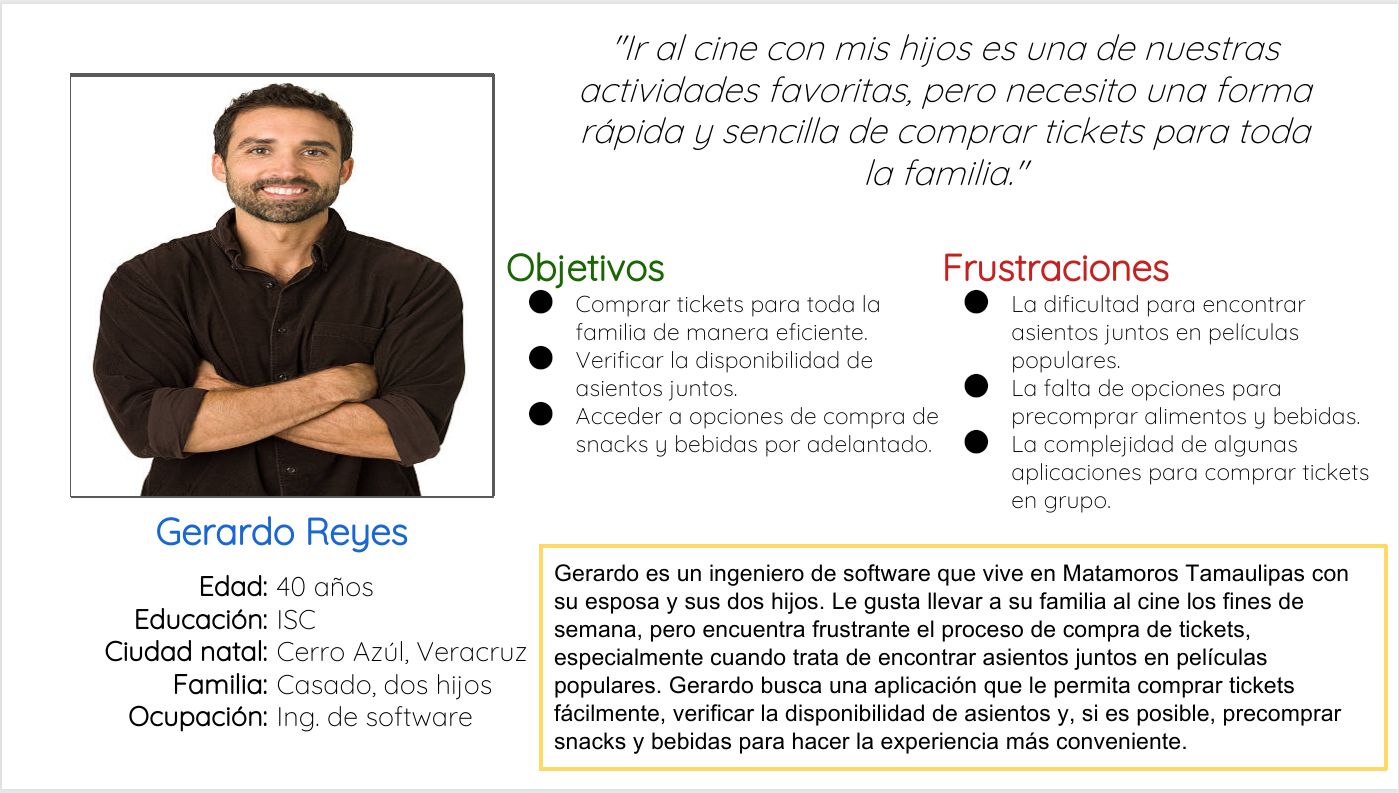 "Ir al cine con mis hijos es una de nuestras
actividades favoritas, pero necesito una forma
rápida y sencilla de comprar tickets para toda
la familia."
Objetivos
● Comprar tickets para toda la
familia de manera eficiente.
● Verificar la disponibilidad de
asientos juntos.
● Acceder a opciones de compra de
snacks y bebidas por adelantado.
Frustraciones
● La dificultad para encontrar
asientos juntos en películas
populares.
● La falta de opciones para
precomprar alimentos y bebidas.
● La complejidad de algunas
aplicaciones para comprar tickets
en grupo.
Gerardo Reyes
Edad: 40 años
Educación: ISC
Ciudad natal: Cerro Azúl, Veracruz
Familia: Casado, dos hijos
Ocupación: Ing. de software
Gerardo es un ingeniero de software que vive en Matamoros Tamaulipas con
su esposa y sus dos hijos. Le gusta llevar a su familia al cine los fines de
semana, pero encuentra frustrante el proceso de compra de tickets,
especialmente cuando trata de encontrar asientos juntos en películas
populares. Gerardo busca una aplicación que le permita comprar tickets
fácilmente, verificar la disponibilidad de asientos y, si es posible, precomprar
snacks y bebidas para hacer la experiencia más conveniente.